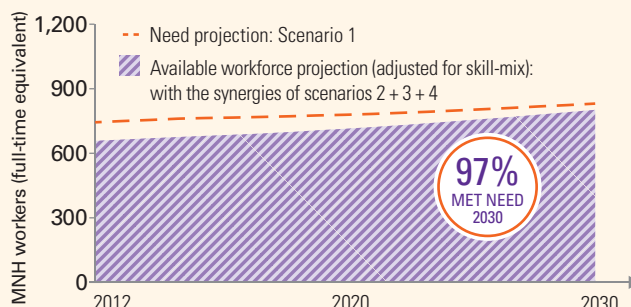 MNH workers (full-time equivalent)
1,200
900
600
300
0
Need projection: Scenario 1
Available workforce projection (adjusted for skill-mix):
with the synergies of scenarios 2 + 3 + 4
97%
MET NEED
2030
2012
2020
2030